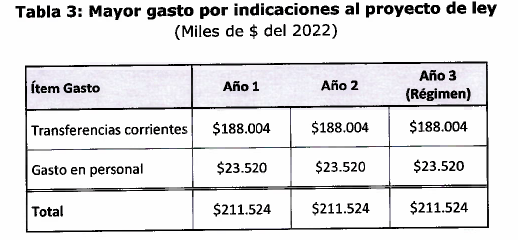 Tabla 3: Mayor gasto por indicaciones al proyecto de ley
(Miles de $ del 2022)
Ítem Gasto Año 1 Año 2 Año 3 (Régimen)
Transferencias corrientes $188.004 $188.004 $188.004
Gasto en personal $23.520 $23.520 $23.520
Total $211.524 $211.524 $211.524